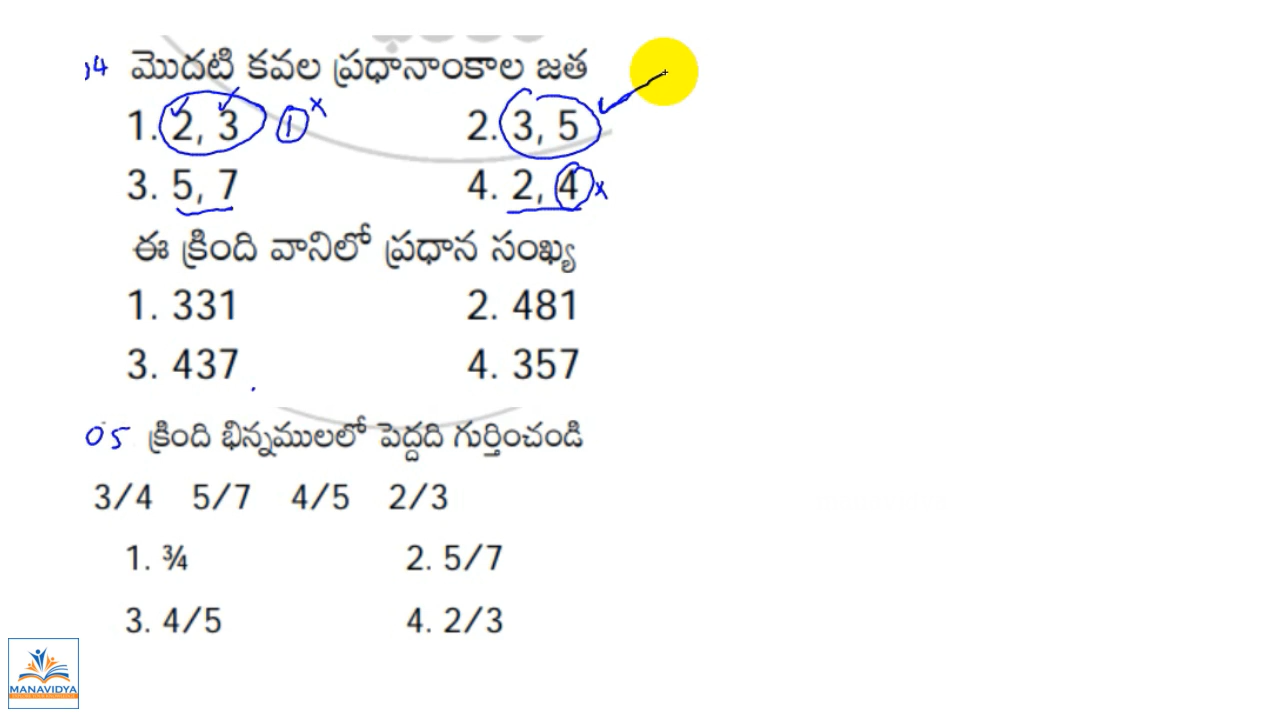 14 మొదటి కవల ప్రధానాంకాల జత
1. 2, 3 1 x 2. 3, 5
3. 5, 7 4. 2, 4 x
ఈ క్రింది వానిలో ప్రధాన సంఖ్య
1. 331 2. 481
3. 437 4. 357
05 క్రింది భిన్నములలో పెద్దది గుర్తించండి
3/4 5/7 4/5 2/3
1. ¾ 2. 5/7
3. 4/5 4. 2/3
MANAVIDYA